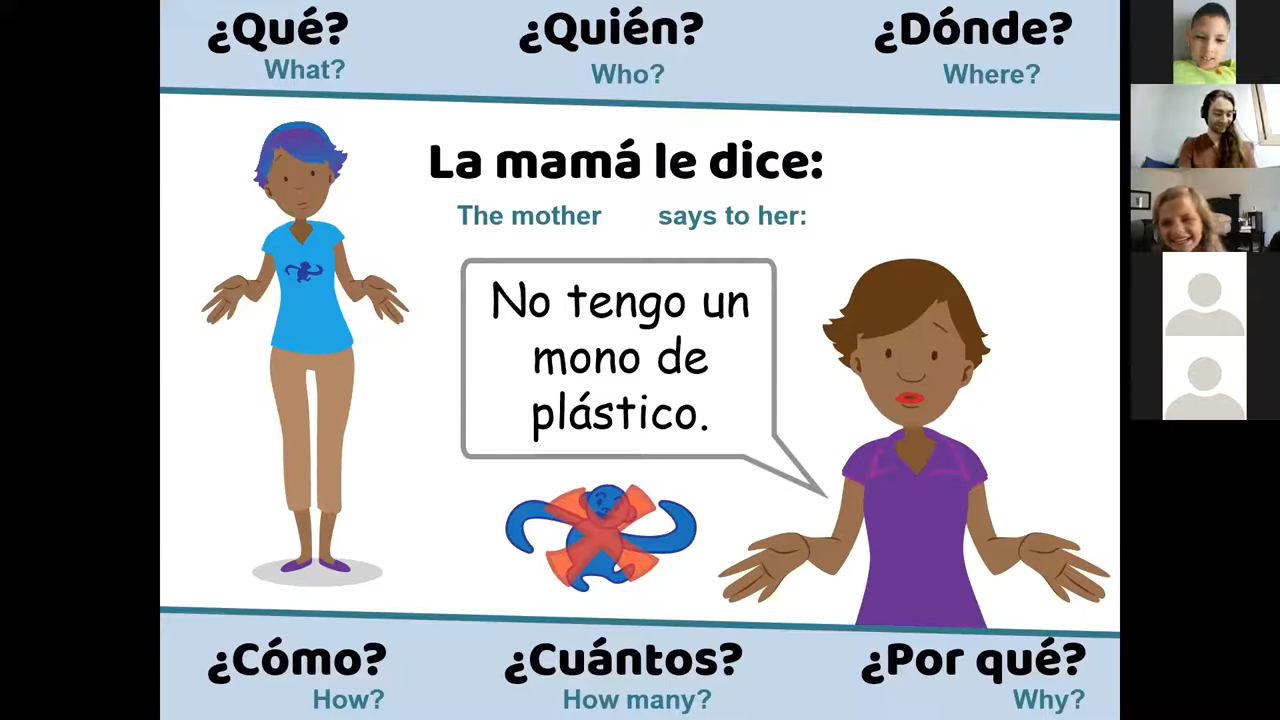 ¿Qué? ¿Quién? ¿Dónde?
What? Who? Where?
La mamá le dice:
The mother says to her:
No tengo un
mono de
plástico.
¿Cómo? ¿Cuántos? ¿Por qué?
How? How many? Why?